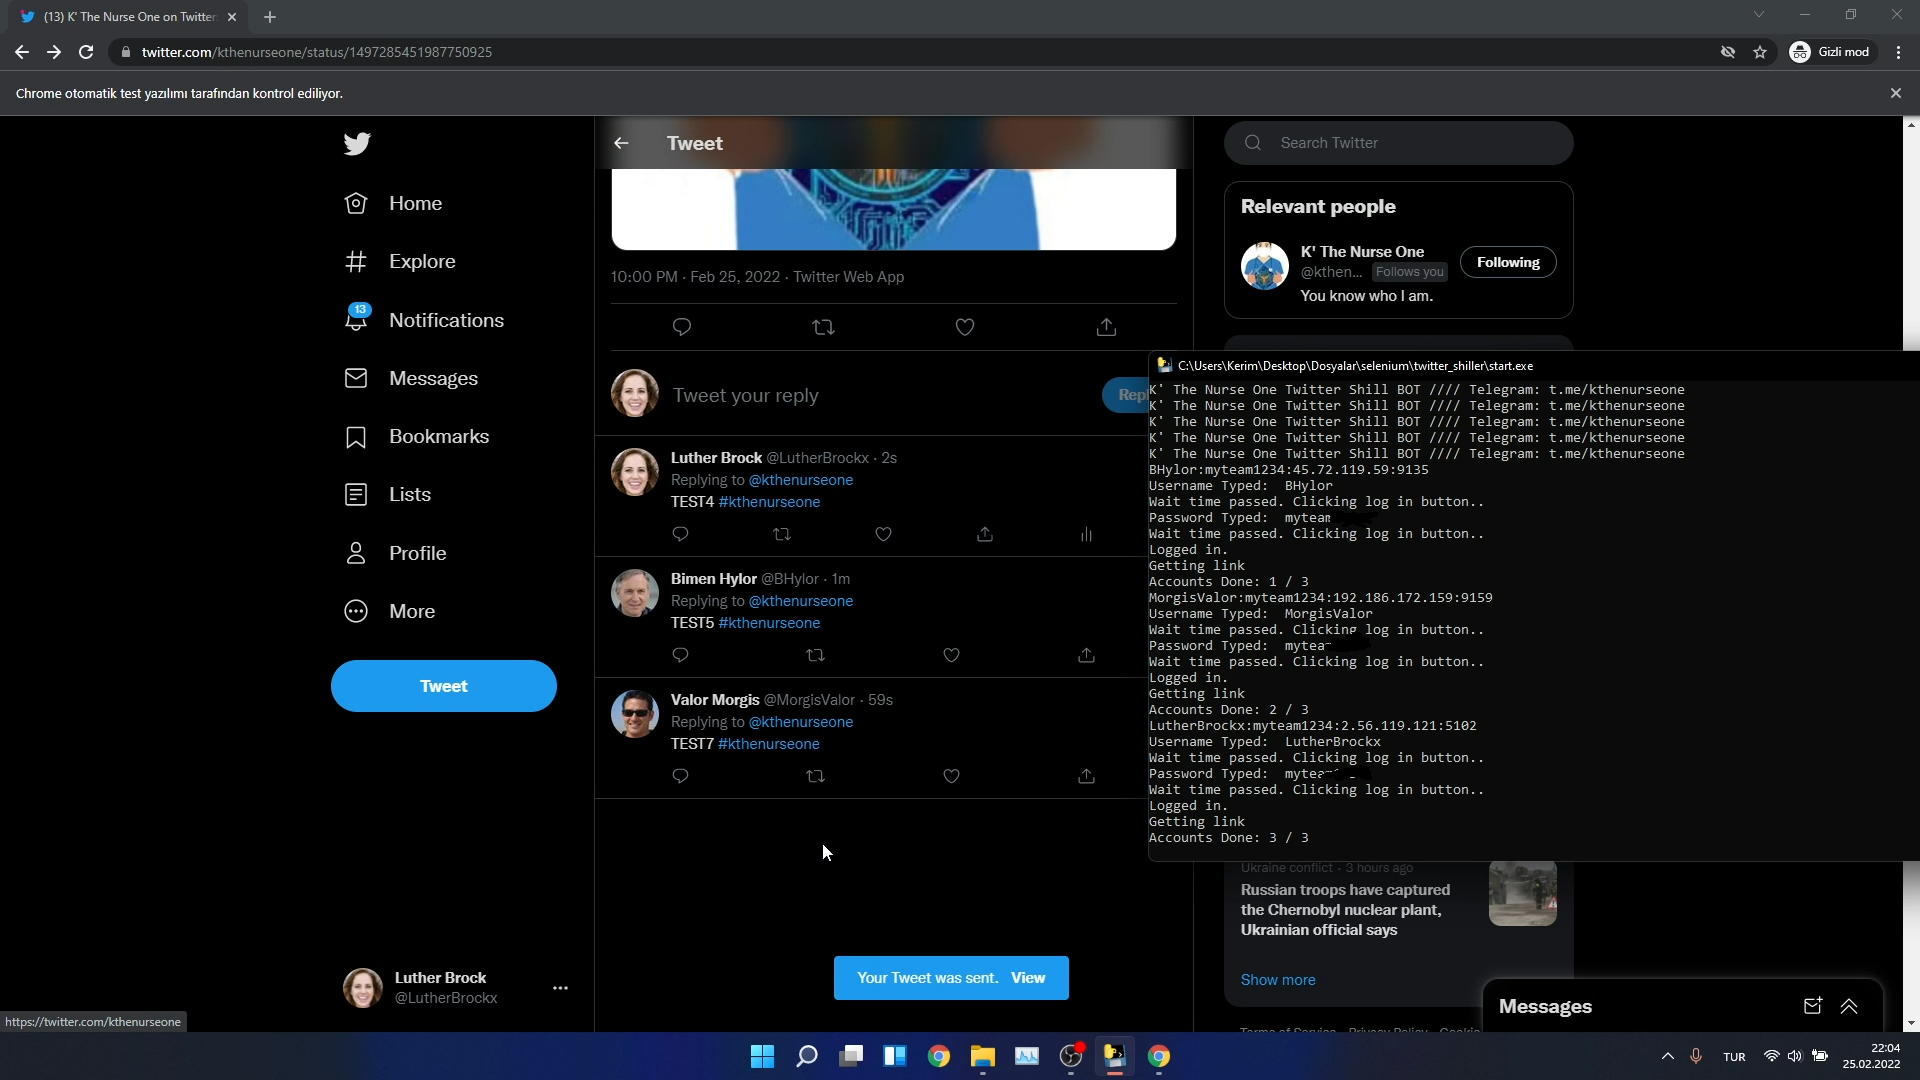 (13) K' The Nurse One on Twitter:
twitter.com/kthenurseone/status/1497285451987750925
Gizli mod
Chrome otomatik test yazılımı tarafından kontrol ediliyor.
Home
Explore
13
Notifications
Messages
Bookmarks
Lists
Profile
More
Tweet
Luther Brock
@LutherBrockx
https://twitter.com/kthenurseone
Tweet
10:00 PM · Feb 25, 2022 · Twitter Web App
Tweet your reply
Repl
Luther Brock @LutherBrockx · 2s
Replying to @kthenurseone
TEST4 #kthenurseone
Bimen Hylor @BHylor · 1m
Replying to @kthenurseone
TEST5 #kthenurseone
Valor Morgis @MorgisValor · 59s
Replying to @kthenurseone
TEST7 #kthenurseone
Your Tweet was sent. View
Search Twitter
Relevant people
K' The Nurse One
@kthen... Follows you
Following
You know who I am.
C:\Users\Kerim\Desktop\Dosyalar\selenium\twitter_shiller\start.exe
K' The Nurse One Twitter Shill BOT //// Telegram: t.me/kthenurseone
K' The Nurse One Twitter Shill BOT //// Telegram: t.me/kthenurseone
K' The Nurse One Twitter Shill BOT //// Telegram: t.me/kthenurseone
K' The Nurse One Twitter Shill BOT //// Telegram: t.me/kthenurseone
K' The Nurse One Twitter Shill BOT //// Telegram: t.me/kthenurseone
BHylor:myteam1234:45.72.119.59:9135
Username Typed:  BHylor
Wait time passed. Clicking log in button..
Password Typed:  myteam
Wait time passed. Clicking log in button..
Logged in.
Getting link
Accounts Done: 1 / 3
MorgisValor:myteam1234:192.186.172.159:9159
Username Typed:  MorgisValor
Wait time passed. Clicking log in button..
Password Typed:  mytea
Wait time passed. Clicking log in button..
Logged in.
Getting link
Accounts Done: 2 / 3
LutherBrockx:myteam1234:2.56.119.121:5102
Username Typed:  LutherBrockx
Wait time passed. Clicking log in button..
Password Typed:  mytea
Wait time passed. Clicking log in button..
Logged in.
Getting link
Accounts Done: 3 / 3
Ukraine conflict · 3 hours ago
Russian troops have captured
the Chernobyl nuclear plant,
Ukrainian official says
Show more
Terms of Service Privacy Policy Cookie
Messages
TUR
22:04
25.02.2022